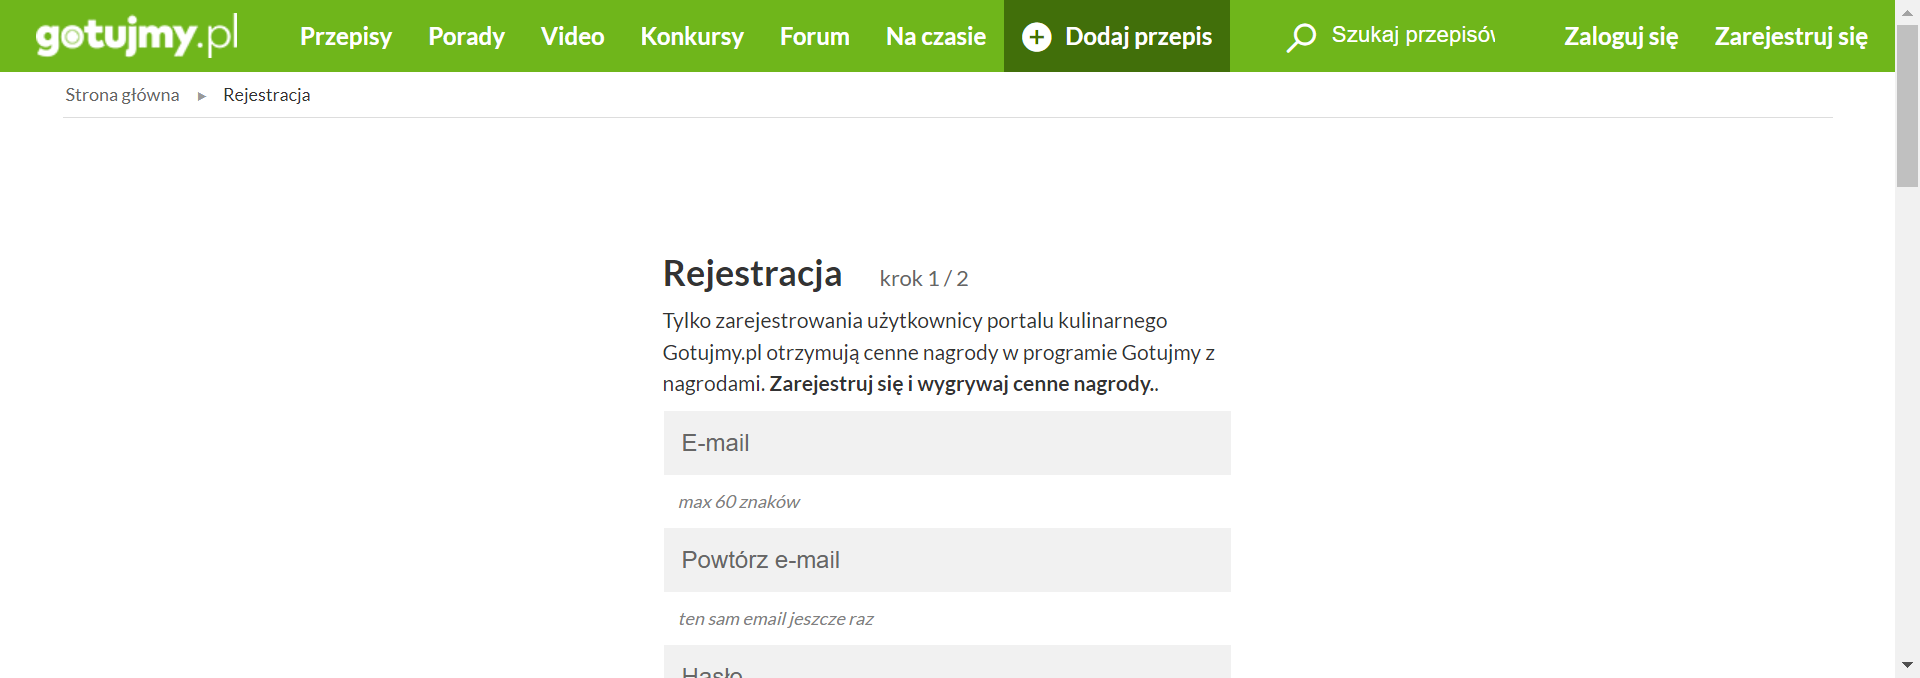 gotujmy.pl Przepisy Porady Video Konkursy Forum Na czasie Dodaj przepis Szukaj przepisów Zaloguj się Zarejestruj się
Strona główna ▸ Rejestracja
Rejestracja krok 1 / 2
Tylko zarejestrowania użytkownicy portalu kulinarnego
Gotujmy.pl otrzymują cenne nagrody w programie Gotujmy z
nagrodami. Zarejestruj się i wygrywaj cenne nagrody..
E-mail
max 60 znaków
Powtórz e-mail
ten sam email jeszcze raz
Hasło